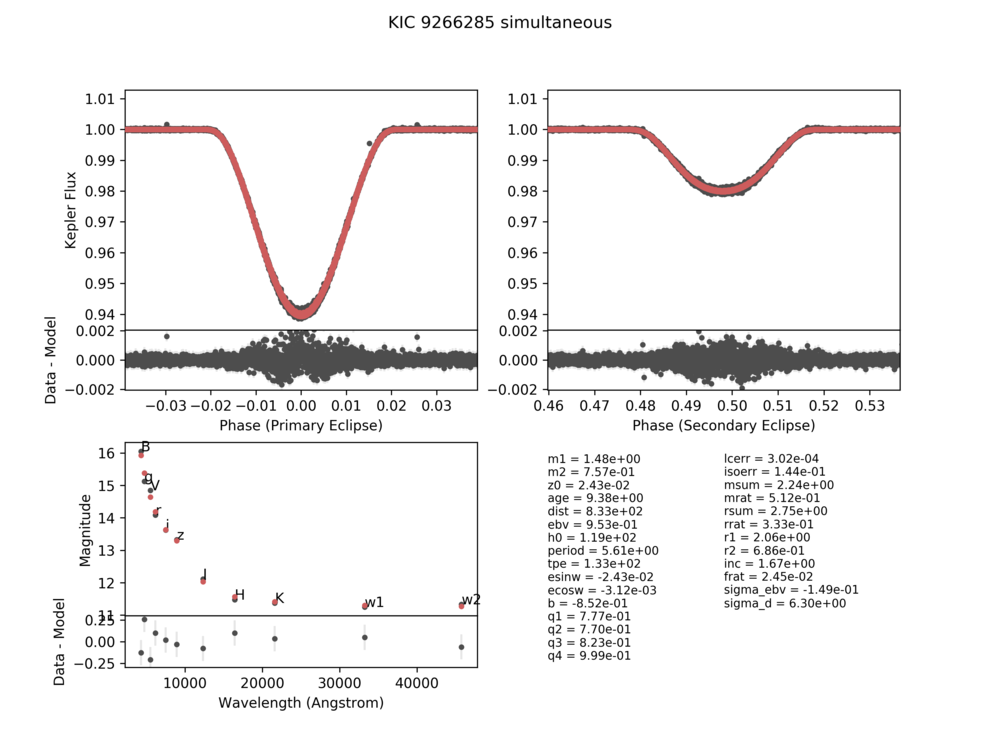 KIC 9266285 simultaneous
1.01
1.00
0.99
0.98
0.97
0.96
0.95
0.94
Kepler Flux
0.002
0.000
−0.002
Data - Model
−0.03 −0.02 −0.01 0.00 0.01 0.02 0.03
Phase (Primary Eclipse)
1.01
1.00
0.99
0.98
0.97
0.96
0.95
0.94
0.002
0.000
−0.002
0.46 0.47 0.48 0.49 0.50 0.51 0.52 0.53
Phase (Secondary Eclipse)
16
15
14
13
12
11
Magnitude
B
g
V
r
i
z
J
H
K
w1
w2
0.25
0.00
−0.25
Data - Model
10000 20000 30000 40000
Wavelength (Angstrom)
m1 = 1.48e+00
m2 = 7.57e-01
z0 = 2.43e-02
age = 9.38e+00
dist = 8.33e+02
ebv = 9.53e-01
h0 = 1.19e+02
period = 5.61e+00
tpe = 1.33e+02
esinw = -2.43e-02
ecosw = -3.12e-03
b = -8.52e-01
q1 = 7.77e-01
q2 = 7.70e-01
q3 = 8.23e-01
q4 = 9.99e-01
lcerr = 3.02e-04
isoerr = 1.44e-01
msum = 2.24e+00
mrat = 5.12e-01
rsum = 2.75e+00
rrat = 3.33e-01
r1 = 2.06e+00
r2 = 6.86e-01
inc = 1.67e+00
frat = 2.45e-02
sigma_ebv = -1.49e-01
sigma_d = 6.30e+00